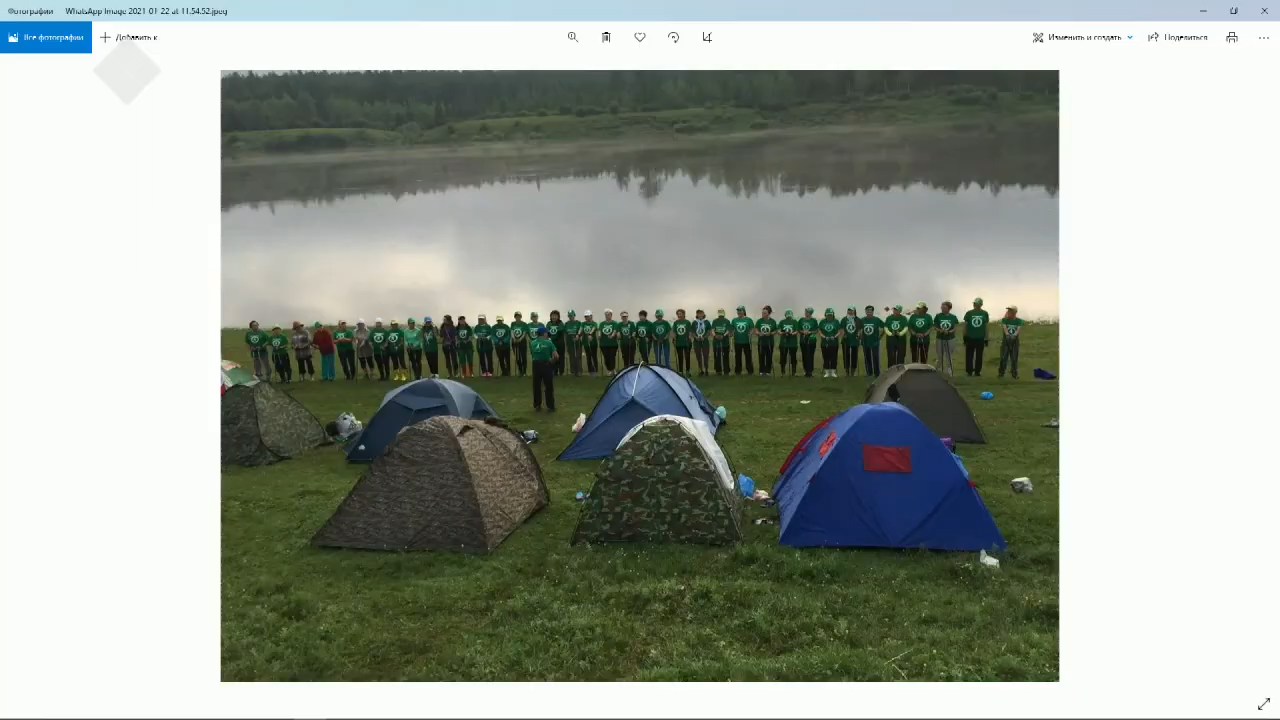 Фотографии WhatsApp Image 2021-01-22 at 11.54.52.jpeg
Все фотографии
Добавить к
Изменить и создать
Поделиться